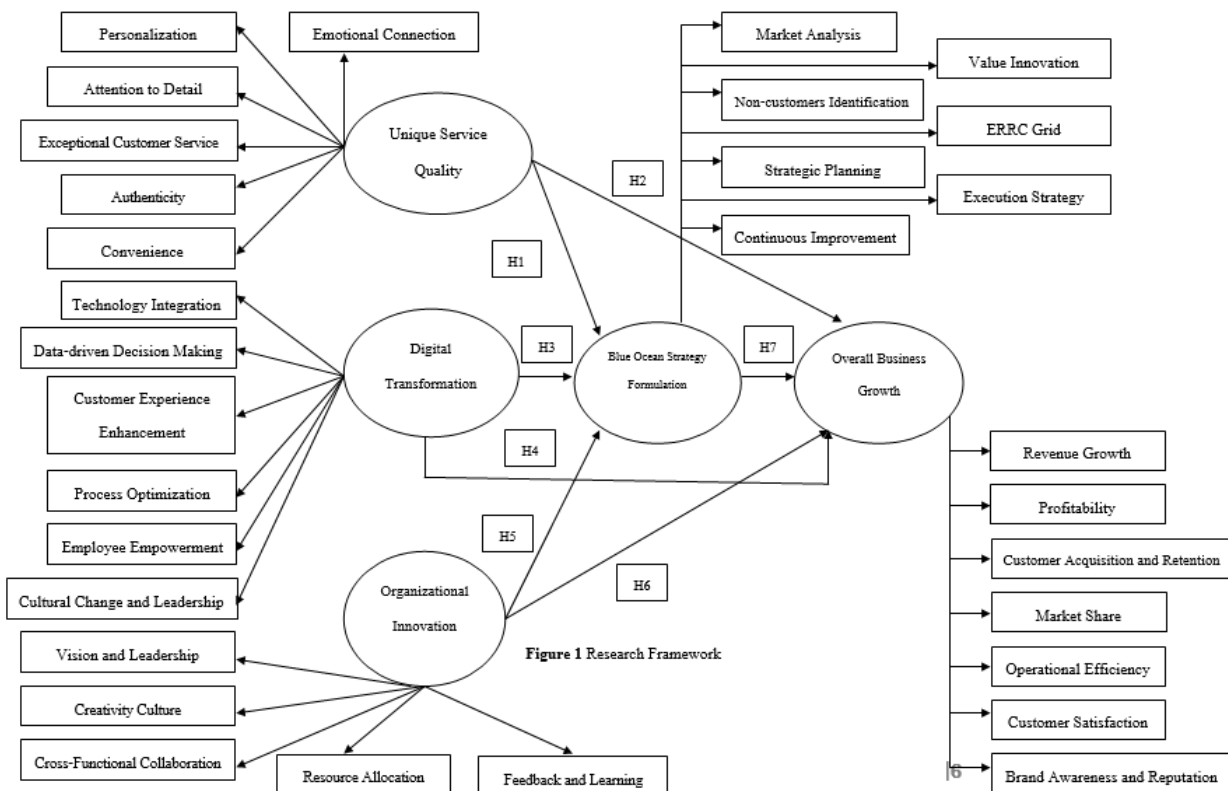 Personalization
Emotional Connection
Market Analysis
Value Innovation
Attention to Detail
Non-customers Identification
Unique Service
Quality
Exceptional Customer Service
ERRC Grid
Strategic Planning
H2
Authenticity
Execution Strategy
Continuous Improvement
Convenience
H1
Technology Integration
Data-driven Decision Making
Digital
Transformation
H3
Blue Ocean Strategy
Formulation
H7
Overall Business
Growth
Customer Experience
Enhancement
H4
Revenue Growth
Process Optimization
Profitability
Employee Empowerment
H5
Customer Acquisition and Retention
Cultural Change and Leadership
Organizational
Innovation
H6
Market Share
Vision and Leadership
Figure 1 Research Framework
Operational Efficiency
Creativity Culture
Customer Satisfaction
Cross-Functional Collaboration
Resource Allocation
Feedback and Learning
|6
Brand Awareness and Reputation